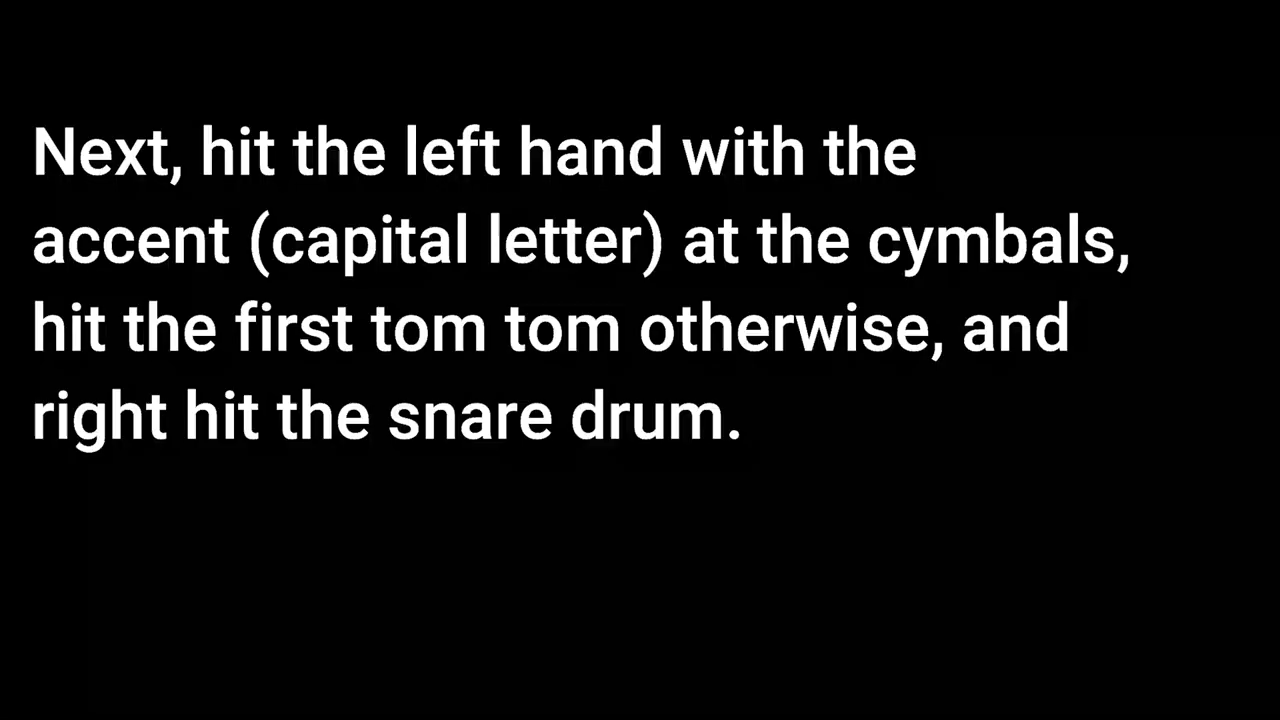 Next, hit the left hand with the
accent (capital letter) at the cymbals,
hit the first tom tom otherwise, and
right hit the snare drum.